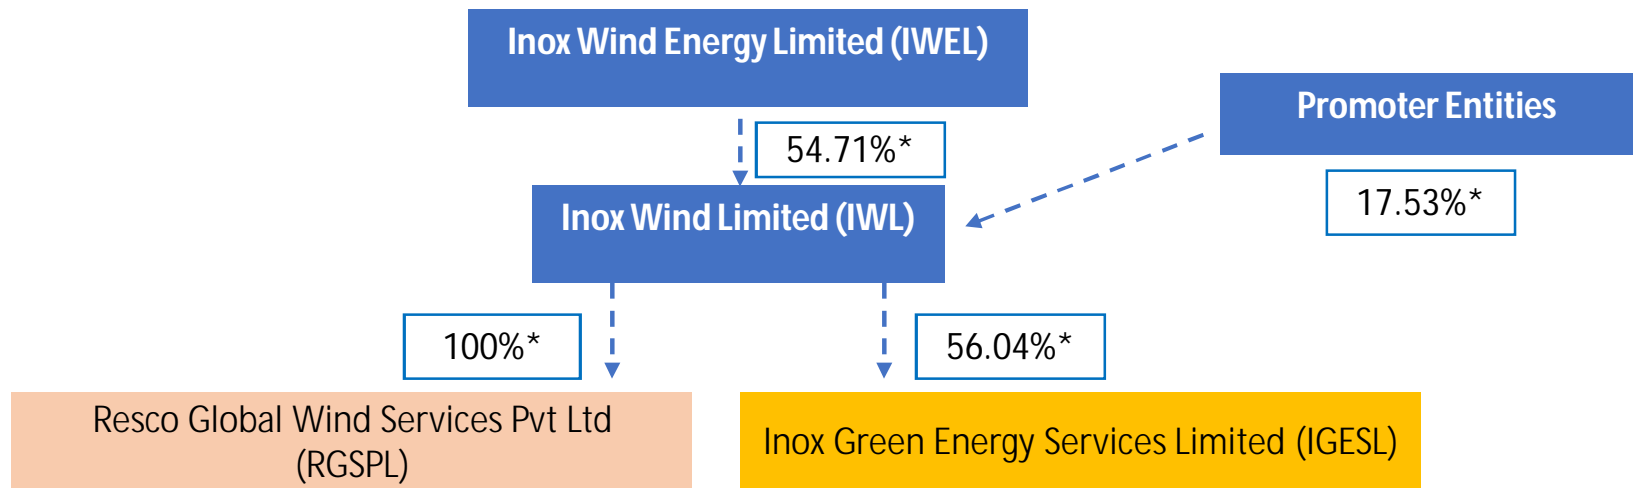 Inox Wind Energy Limited (IWEL)
Promoter Entities
54.71%*
17.53%*
Inox Wind Limited (IWL)
100%*
56.04%*
Resco Global Wind Services Pvt Ltd
(RGSPL)
Inox Green Energy Services Limited (IGESL)